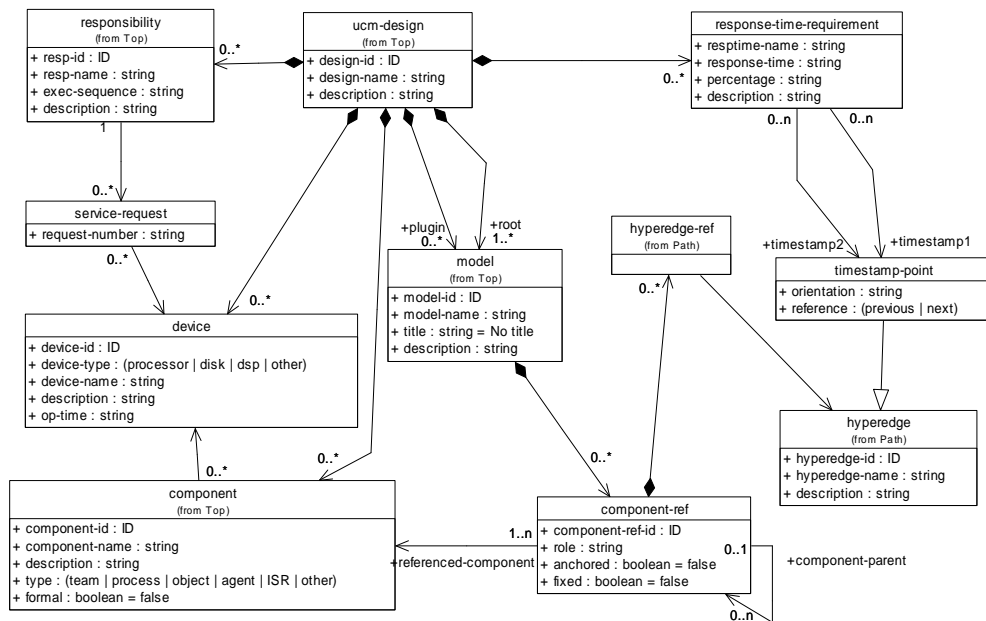 responsibility
(from Top)
+ resp-id : ID
+ resp-name : string
+ exec-sequence : string
+ description : string
ucm-design
(from Top)
+ design-id : ID
+ design-name : string
+ description : string
response-time-requirement
+ resptime-name : string
+ response-time : string
+ percentage : string
+ description : string
0..*
0..*
0..n
0..n
1
0..*
service-request
+ request-number : string
0..*
+plugin
0..*
+root
1..*
hyperedge-ref
(from Path)
0..*
+timestamp2
+timestamp1
timestamp-point
+ orientation : string
+ reference : (previous | next)
model
(from Top)
+ model-id : ID
+ model-name : string
+ title : string = No title
+ description : string
0..*
device
+ device-id : ID
+ device-type : (processor | disk | dsp | other)
+ device-name : string
+ description : string
+ op-time : string
hyperedge
(from Path)
+ hyperedge-id : ID
+ hyperedge-name : string
+ description : string
0..*
0..*
0..*
component
(from Top)
+ component-id : ID
+ component-name : string
+ description : string
+ type : (team | process | object | agent | ISR | other)
+ formal : boolean = false
1..n
+referenced-component
component-ref
+ component-ref-id : ID
+ role : string
+ anchored : boolean = false
+ fixed : boolean = false
0..1
+component-parent
0..n